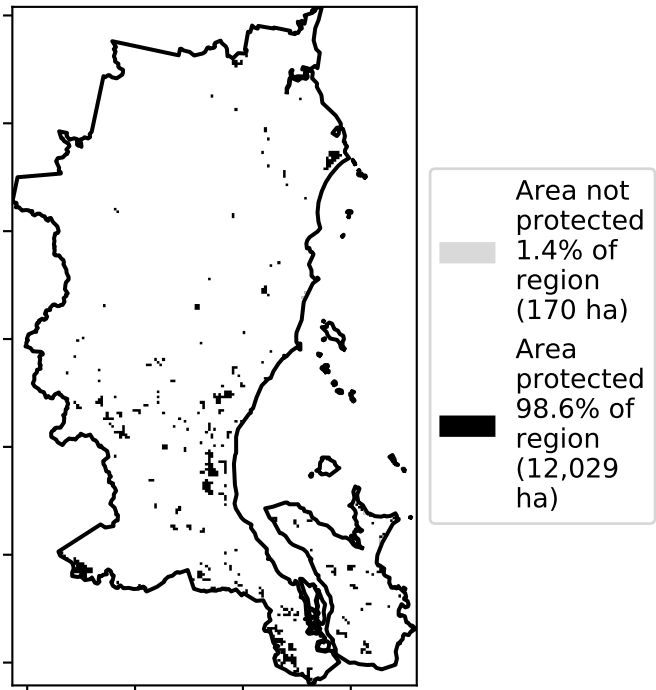 Area not
protected
1.4% of
region
(170 ha)
Area
protected
98.6% of
region
(12,029
ha)